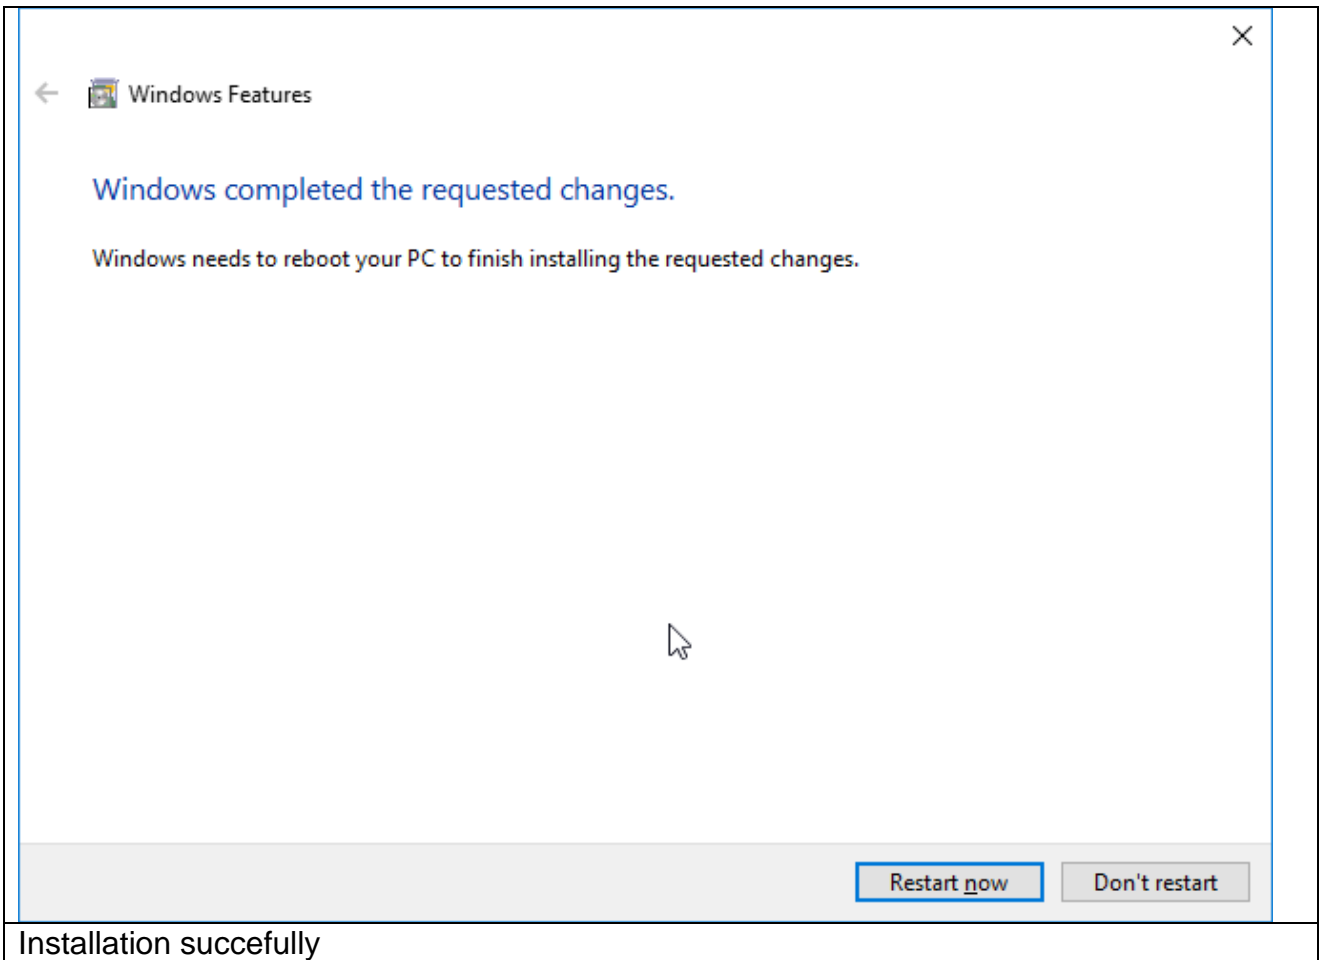 Windows Features
Windows completed the requested changes.
Windows needs to reboot your PC to finish installing the requested changes.
Restart now
Don't restart
Installation succefully